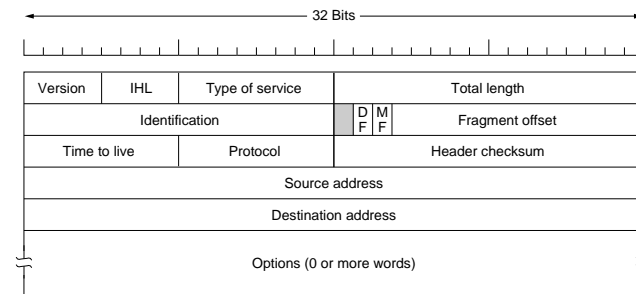 32 Bits
Version IHL Type of service Total length
Identification D F M F Fragment offset
Time to live Protocol Header checksum
Source address
Destination address
Options (0 or more words)